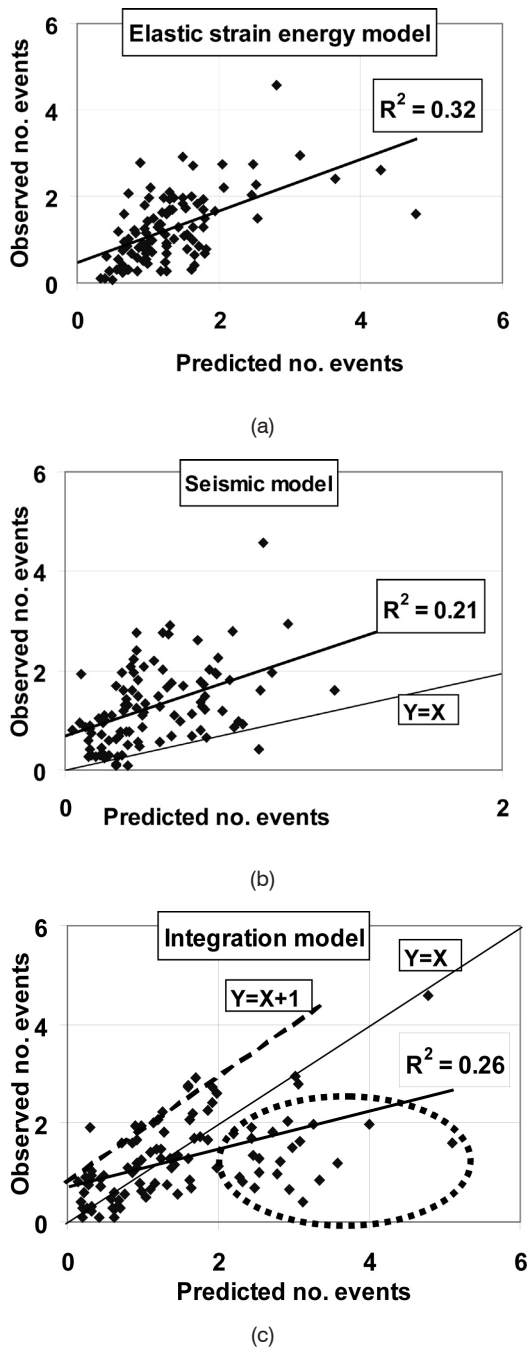 Elastic strain energy model
R² = 0.32
Observed no. events
6
4
2
0
0 2 4 6
Predicted no. events
(a)
Seismic model
R² = 0.21
Y=X
Observed no. events
6
4
2
0
0 2
Predicted no. events
(b)
Integration model
Y=X
Y=X+1
R² = 0.26
Observed no. events
6
4
2
0
0 2 4 6
Predicted no. events
(c)